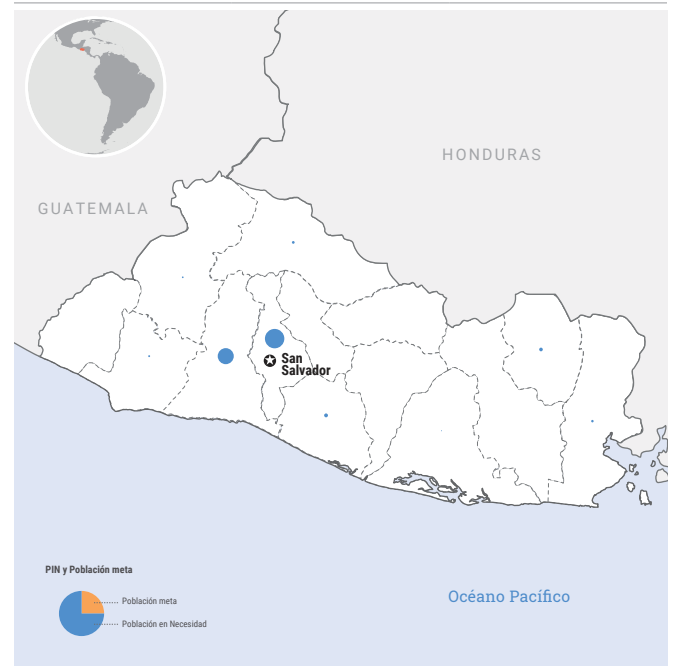 HONDURAS
GUATEMALA
San
Salvador
PIN y Población meta
Población meta
Población en Necesidad
Océano Pacífico